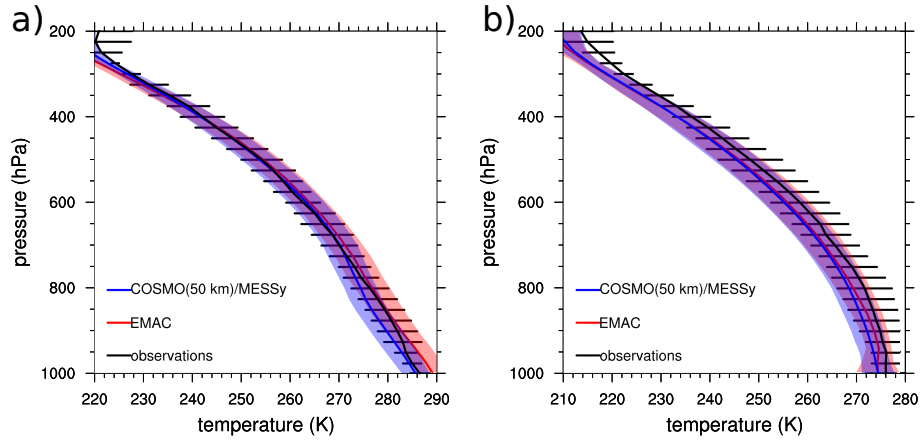 a)
200
400
600
800
1000
pressure (hPa)
COSMO(50 km)/MESSy
EMAC
observations
220 230 240 250 260 270 280 290
temperature (K)
b)
200
400
600
800
1000
pressure (hPa)
COSMO(50 km)/MESSy
EMAC
observations
210 220 230 240 250 260 270 280
temperature (K)